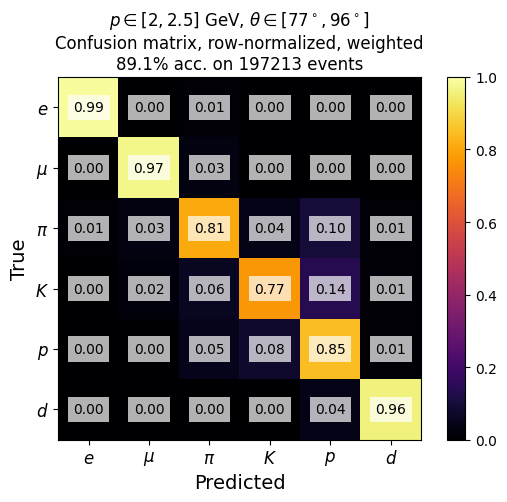 p ∈ [2, 2.5] GeV, θ ∈ [77°, 96°]
Confusion matrix, row-normalized, weighted
89.1% acc. on 197213 events
e 0.99 0.00 0.01 0.00 0.00 0.00
μ 0.00 0.97 0.03 0.00 0.00 0.00
π 0.01 0.03 0.81 0.04 0.10 0.01
K 0.00 0.02 0.06 0.77 0.14 0.01
p 0.00 0.00 0.05 0.08 0.85 0.01
d 0.00 0.00 0.00 0.00 0.04 0.96
e μ π K p d
Predicted
True
1.0
0.8
0.6
0.4
0.2
0.0